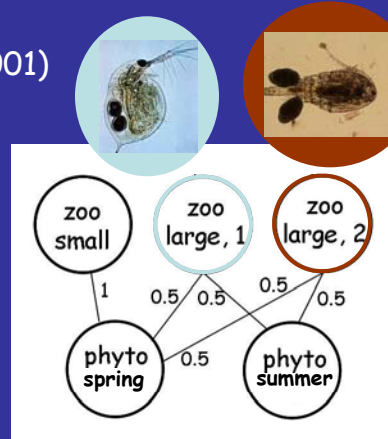 001)
zoo
small
zoo
large, 1
zoo
large, 2
1
0.5
0.5
0.5
0.5
0.5
phyto
spring
phyto
summer